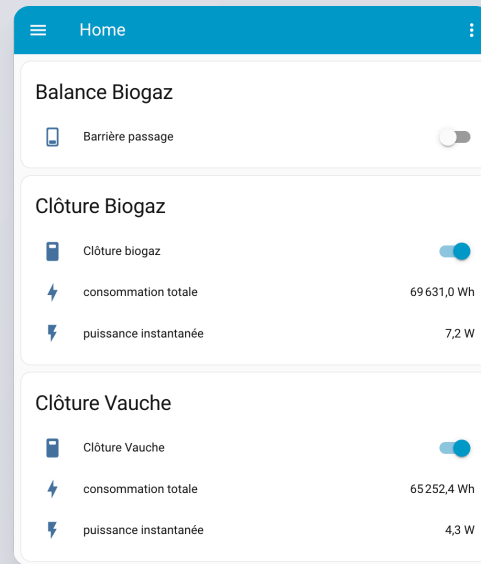 Home
Balance Biogaz
Barrière passage
Clôture Biogaz
Clôture biogaz
consommation totale 69 631,0 Wh
puissance instantanée 7,2 W
Clôture Vauche
Clôture Vauche
consommation totale 65 252,4 Wh
puissance instantanée 4,3 W